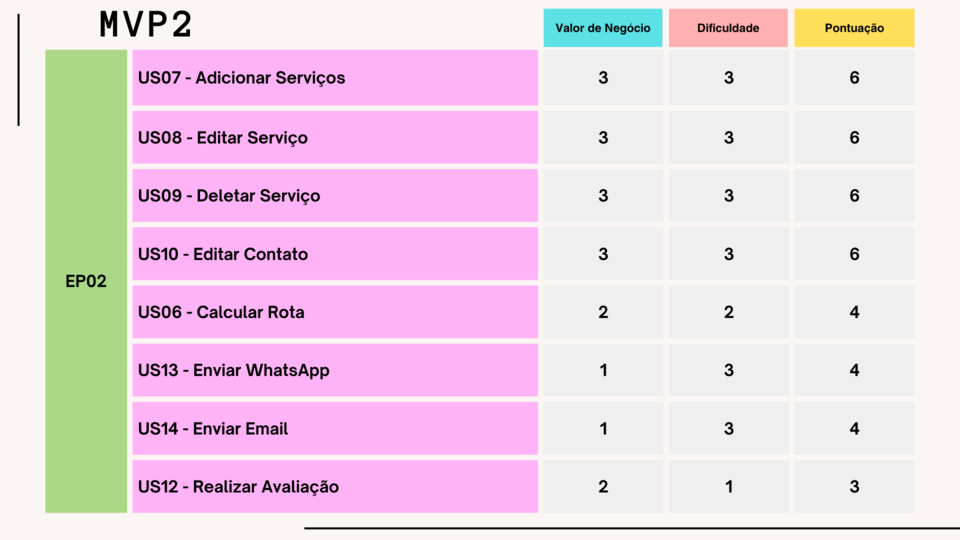 MVP2
Valor de Negócio Dificuldade Pontuação
EP02
US07 - Adicionar Serviços 3 3 6
US08 - Editar Serviço 3 3 6
US09 - Deletar Serviço 3 3 6
US10 - Editar Contato 3 3 6
US06 - Calcular Rota 2 2 4
US13 - Enviar WhatsApp 1 3 4
US14 - Enviar Email 1 3 4
US12 - Realizar Avaliação 2 1 3